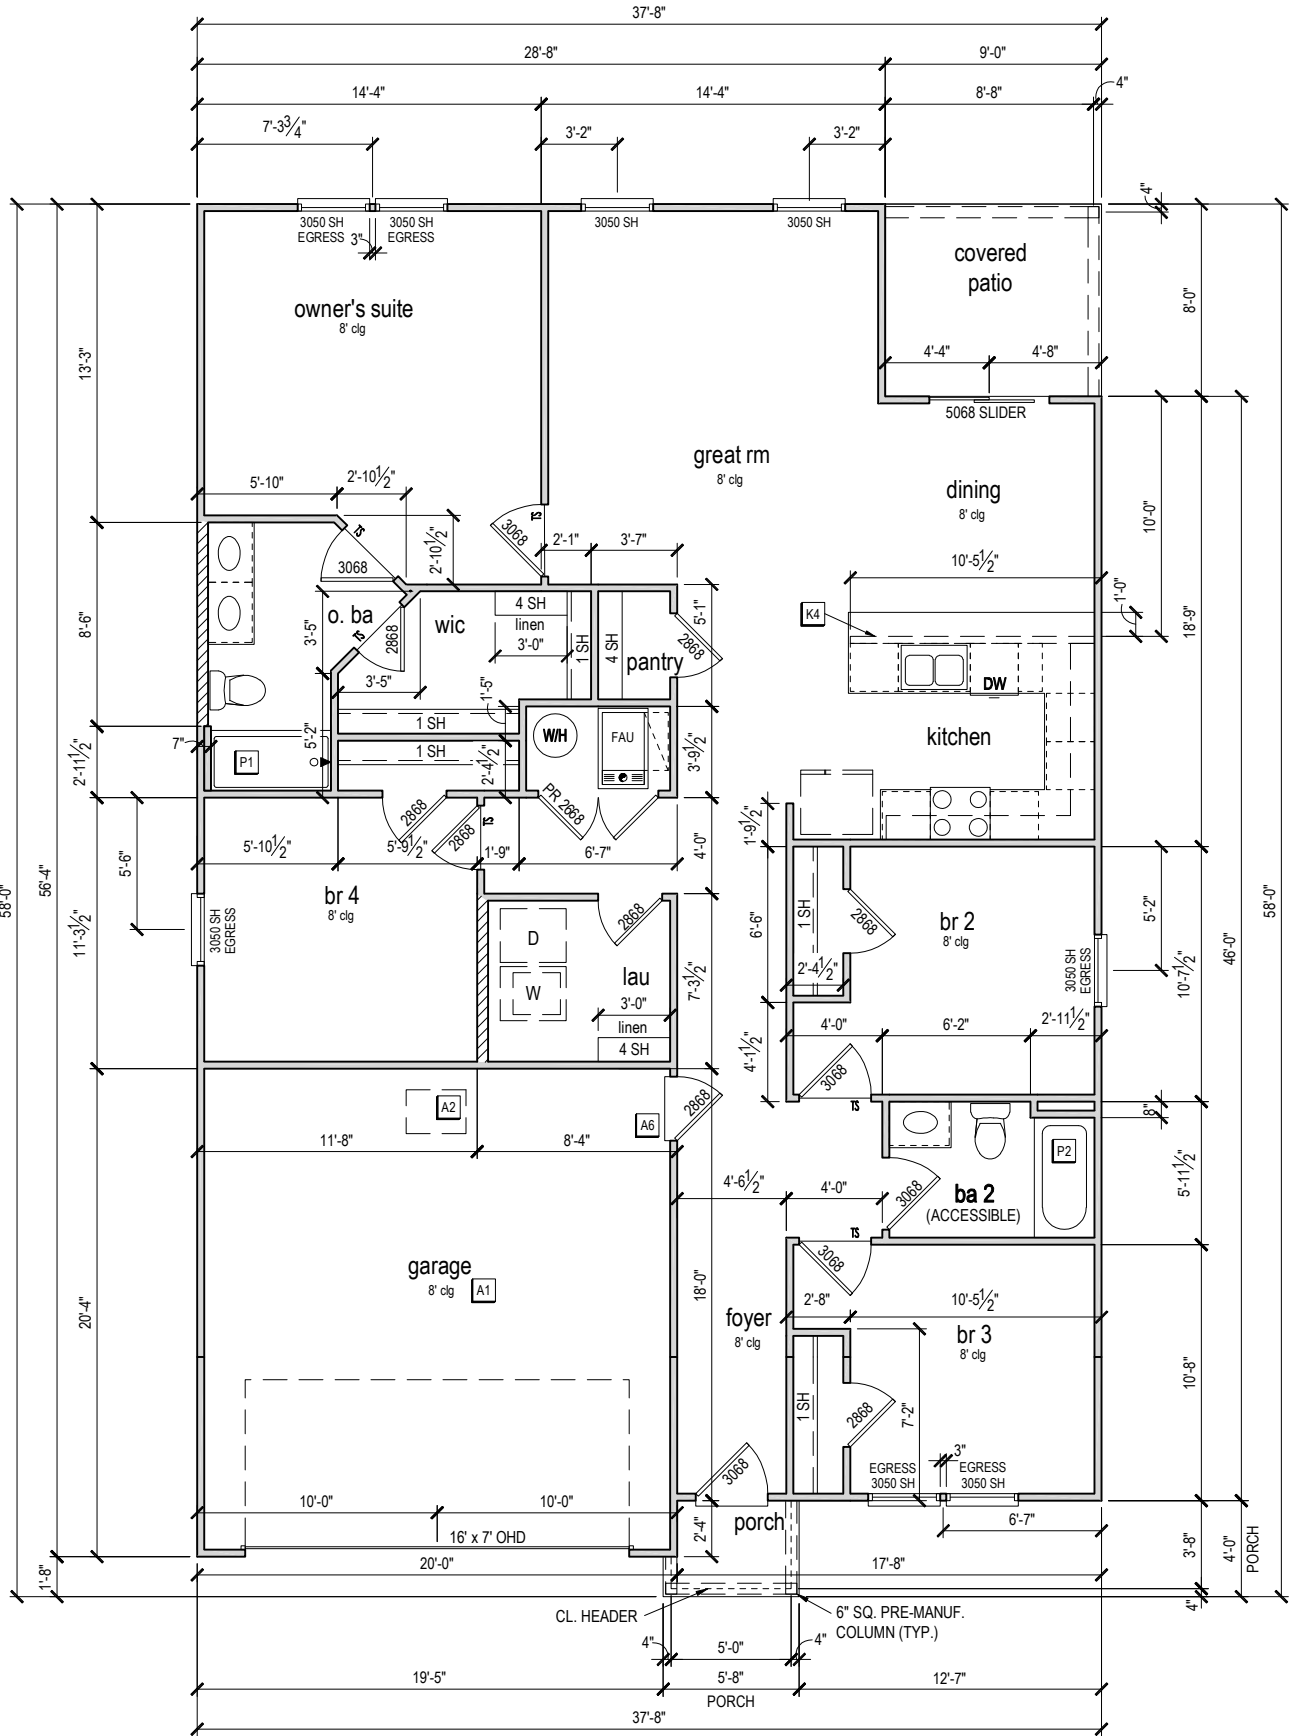 37'-8"
28'-8"
9'-0"
14'-4"
14'-4"
8'-8"
4"
7'-3 3/4"
3'-2"
3'-2"
4"
3050 SH
EGRESS
3050 SH
EGRESS
3"
3050 SH
3050 SH
covered
patio
owner's suite
8' clg
8'-0"
4'-4"
4'-8"
13'-3"
5068 SLIDER
great rm
8' clg
dining
8' clg
5'-10"
2'-10 1/2"
TS
3068
2'-10 1/2"
3068
TS
2'-1"
3'-7"
10'-0"
10'-5 1/2"
1'-0"
18'-9"
8'-6"
o. ba
3'-5"
TS
2868
wic
4 SH
linen
3'-0"
1 SH
4 SH
pantry
5'-1"
2868
K4
DW
kitchen
3'-5"
1'-5"
1 SH
1 SH
5'-2"
7"
P1
2'-11 1/2"
2'-4 1/2"
W/H
FAU
3'-9 1/2"
PR 2668
2868
2868
TS
5'-10 1/2"
5'-9 1/2"
1'-9"
6'-7"
4'-0"
1'-9 1/2"
58'-0"
56'-4"
5'-6"
11'-3 1/2"
br 4
8' clg
3050 SH
EGRESS
D
W
2868
lau
3'-0"
linen
4 SH
7'-3 1/2"
6'-6"
1 SH
2868
2'-4 1/2"
br 2
8' clg
3050 SH
EGRESS
5'-2"
10'-7 1/2"
46'-0"
58'-0"
4'-0"
6'-2"
2'-11 1/2"
4'-1 1/2"
3068
TS
8"
A2
A6
2868
11'-8"
8'-4"
4'-6 1/2"
4'-0"
3068
ba 2
(ACCESSIBLE)
P2
5'-11 1/2"
TS
3068
garage
8' clg
A1
20'-4"
18'-0"
foyer
8' clg
2'-8"
10'-5 1/2"
br 3
8' clg
10'-8"
1 SH
2868
7'-2"
3"
EGRESS
3050 SH
EGRESS
3050 SH
3068
10'-0"
10'-0"
16' x 7' OHD
2'-4"
porch
6'-7"
3'-8"
4'-0"
PORCH
1'-8"
20'-0"
17'-8"
4"
CL. HEADER
6" SQ. PRE-MANUF.
COLUMN (TYP.)
4"
5'-0"
4"
19'-5"
5'-8"
PORCH
12'-7"
37'-8"